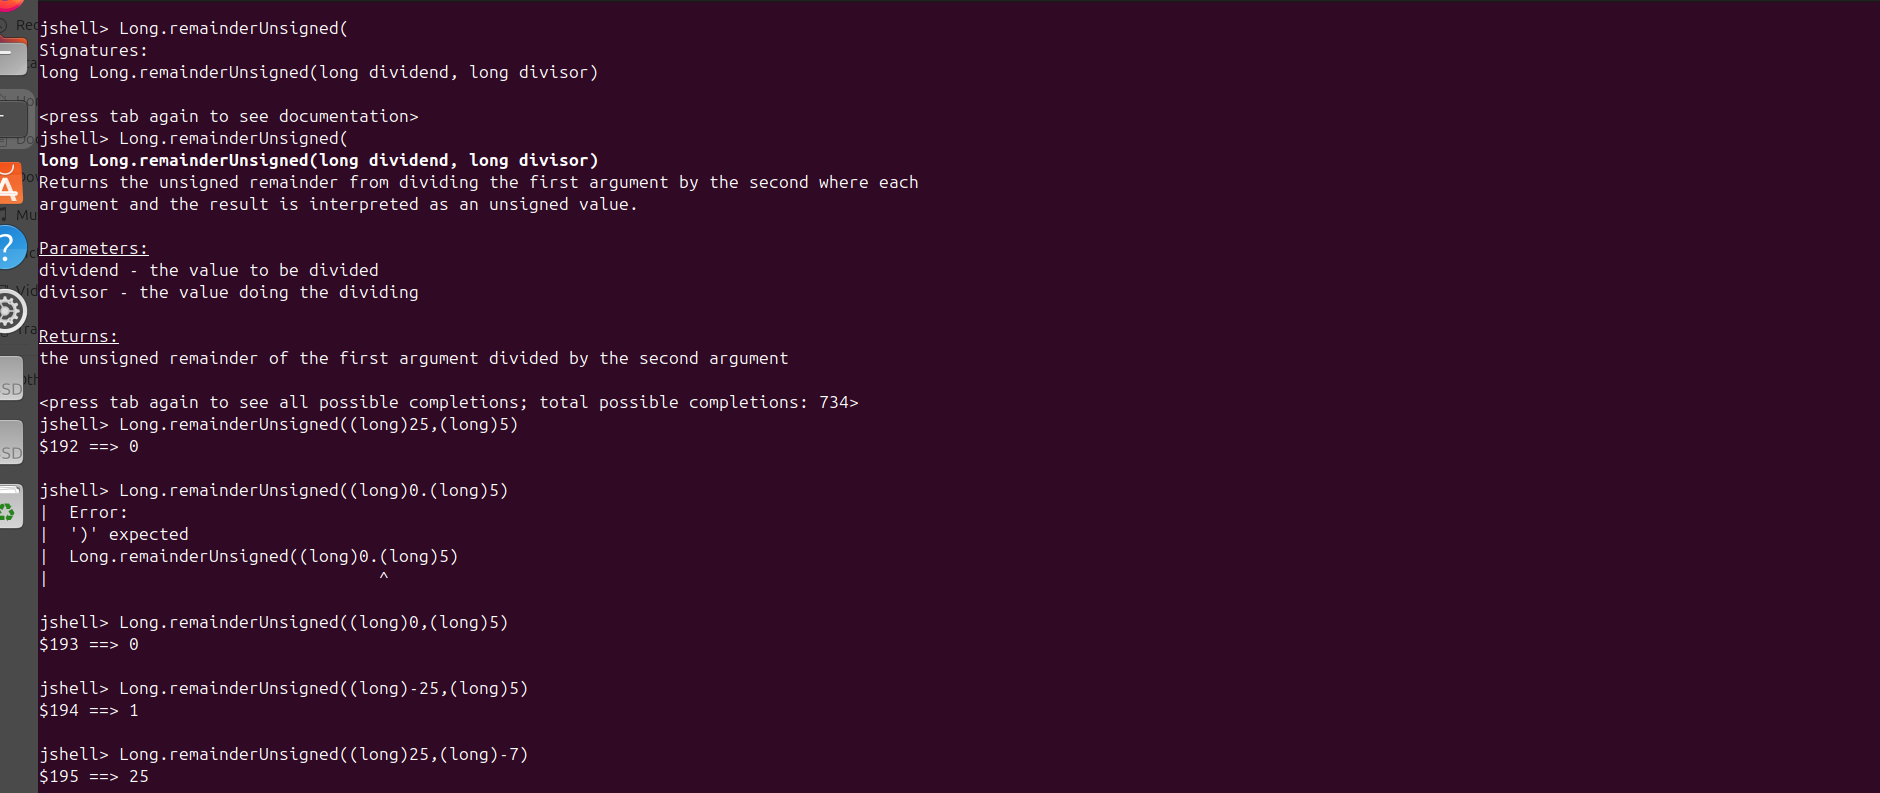 jshell> Long.remainderUnsigned(
Signatures:
long Long.remainderUnsigned(long dividend, long divisor)
<press tab again to see documentation>
jshell> Long.remainderUnsigned(
long Long.remainderUnsigned(long dividend, long divisor)
Returns the unsigned remainder from dividing the first argument by the second where each
argument and the result is interpreted as an unsigned value.
Parameters:
dividend - the value to be divided
divisor - the value doing the dividing
Returns:
the unsigned remainder of the first argument divided by the second argument
<press tab again to see all possible completions; total possible completions: 734>
jshell> Long.remainderUnsigned((long)25,(long)5)
$192 ==> 0
jshell> Long.remainderUnsigned((long)0.(long)5)
|  Error:
|  ')' expected
|  Long.remainderUnsigned((long)0.(long)5)
|                                  ^
jshell> Long.remainderUnsigned((long)0,(long)5)
$193 ==> 0
jshell> Long.remainderUnsigned((long)-25,(long)5)
$194 ==> 1
jshell> Long.remainderUnsigned((long)25,(long)-7)
$195 ==> 25